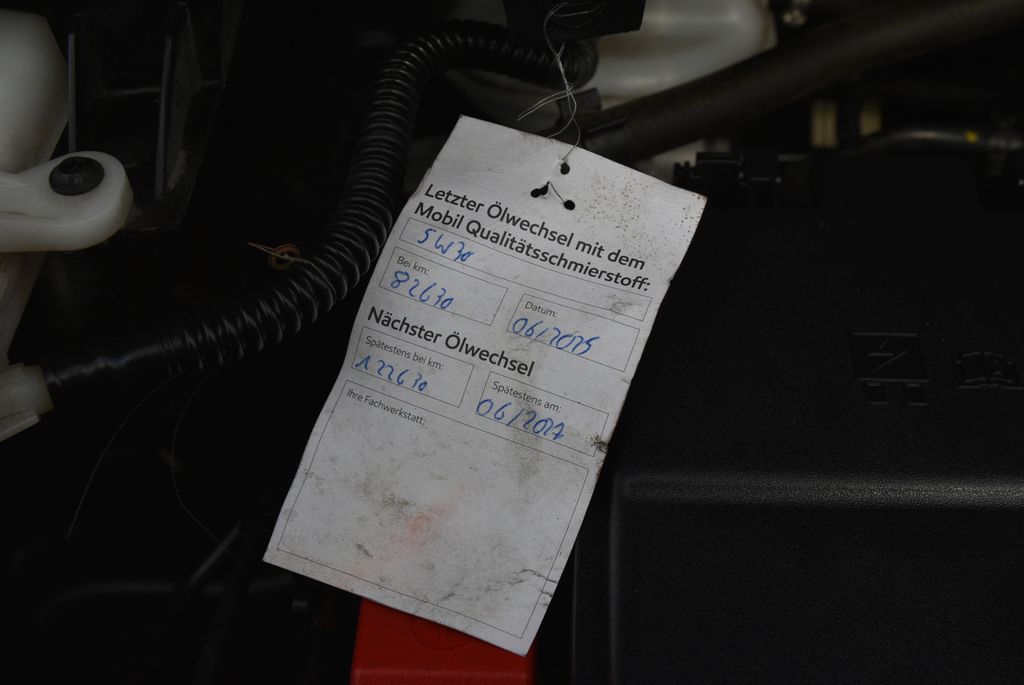 Letzter Ölwechsel mit dem
Mobil Qualitätsschmierstoff:
5W30
Bei km:
82630
Datum:
06/2025
Nächster Ölwechsel
Spätestens bei km:
122630
Spätestens am:
06/2027
Ihre Fachwerkstatt: